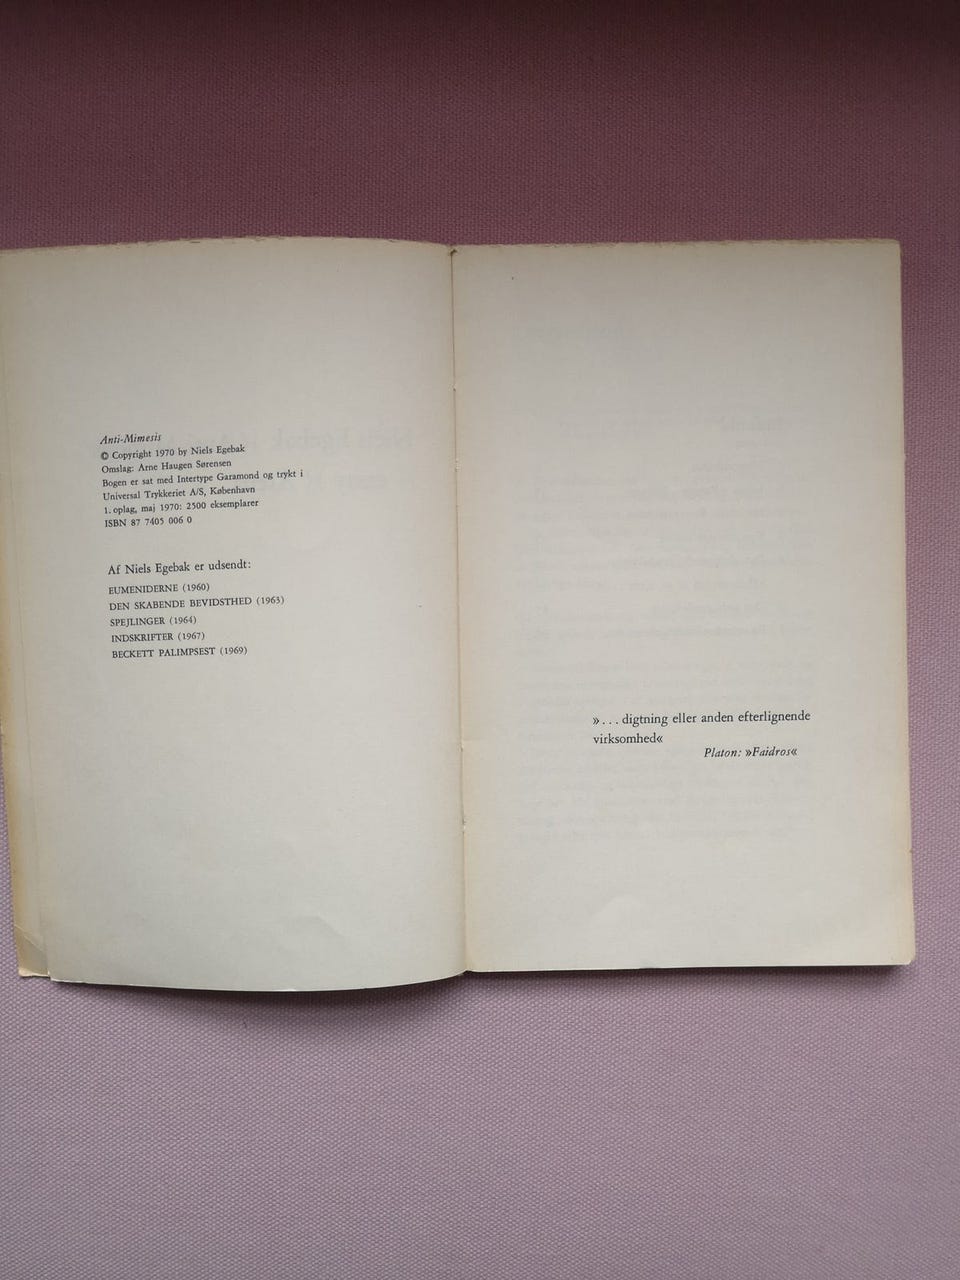 Anti-Mimesis
© Copyright 1970 by Niels Egebak
Omslag: Arne Haugen Sørensen
Bogen er sat med Intertype Garamond og trykt i
Universal Trykkeriet A/S, København
1. oplag, maj 1970: 2500 eksemplarer
ISBN 87 7405 006 0
Af Niels Egebak er udsendt:
EUMENIDERNE (1960)
DEN SKABENDE BEVIDSTHED (1963)
SPEJLINGER (1964)
INDSKRIFTER (1967)
BECKETT PALIMPSEST (1969)
»... digtning eller anden efterlignende
virksomhed«
Platon: »Faidros«